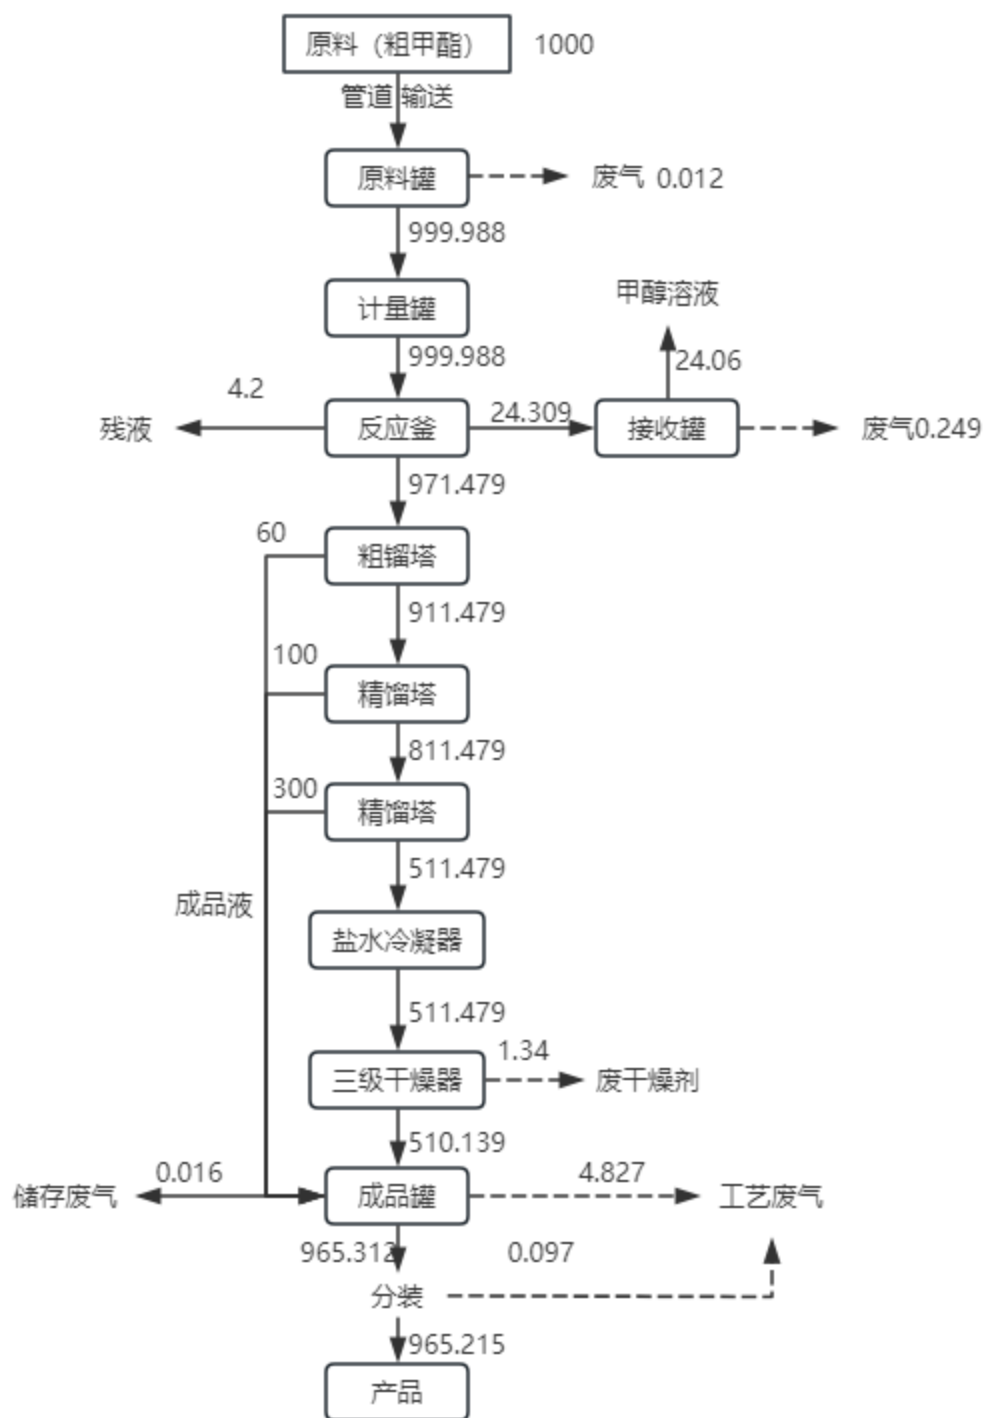 原料（粗甲酯） 1000
管道 输送
原料罐 废气 0.012
999.988
计量罐
甲醇溶液
999.988
24.06
4.2
残液 反应釜 24.309 接收罐 废气0.249
971.479
60
粗镏塔
911.479
100
精馏塔
811.479
300
精馏塔
511.479
成品液
盐水冷凝器
511.479
1.34
三级干燥器 废干燥剂
510.139
0.016 4.827
储存废气 成品罐 工艺废气
965.312 0.097
分装
965.215
产品